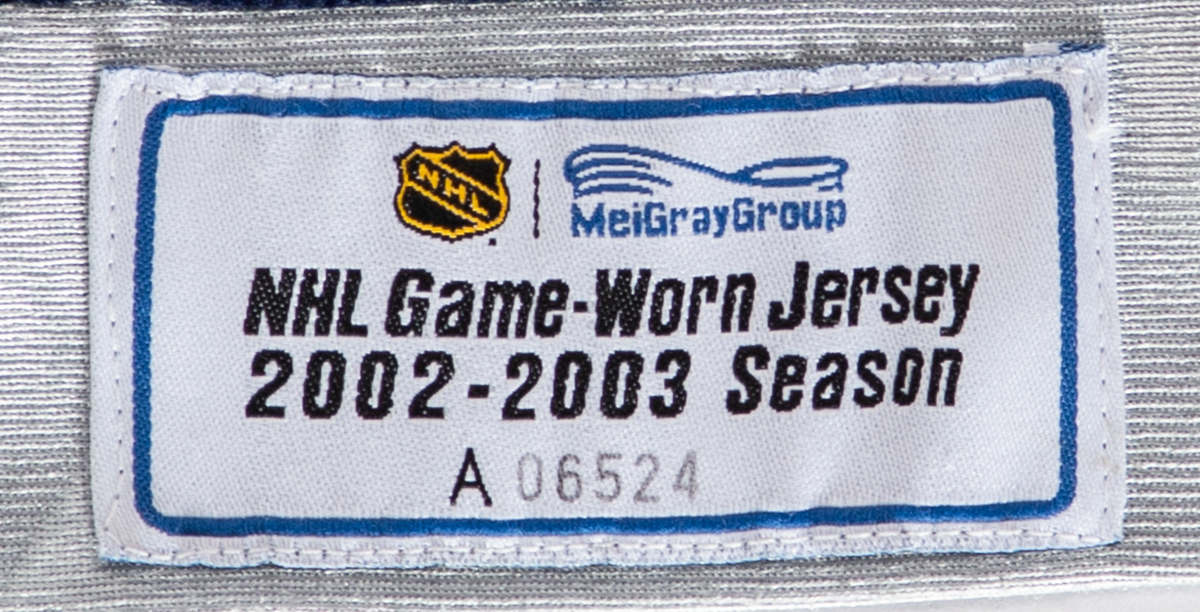 NHL
MeiGrayGroup
NHL Game-Worn Jersey
2002-2003 Season
A 06524